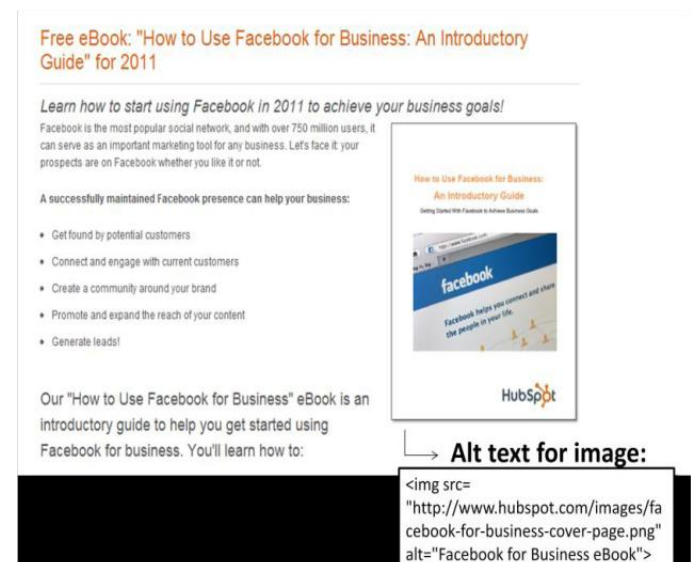 Free eBook: "How to Use Facebook for Business: An Introductory
Guide" for 2011
Learn how to start using Facebook in 2011 to achieve your business goals!
Facebook is the most popular social network, and with over 750 million users, it
can serve as an important marketing tool for any business. Let's face it: your
prospects are on Facebook whether you like it or not.
A successfully maintained Facebook presence can help your business:
• Get found by potential customers
• Connect and engage with current customers
• Create a community around your brand
• Promote and expand the reach of your content
• Generate leads!
Our "How to Use Facebook for Business" eBook is an
introductory guide to help you get started using
Facebook for business. You'll learn how to:
How to Use Facebook for Business:
An Introductory Guide
Getting Started With Facebook to Achieve Business Goals
facebook
Facebook helps you connect and share
the people in your life.
HubSpot
Alt text for image:
<img src=
"http://www.hubspot.com/images/fa
cebook-for-business-cover-page.png"
alt="Facebook for Business eBook">